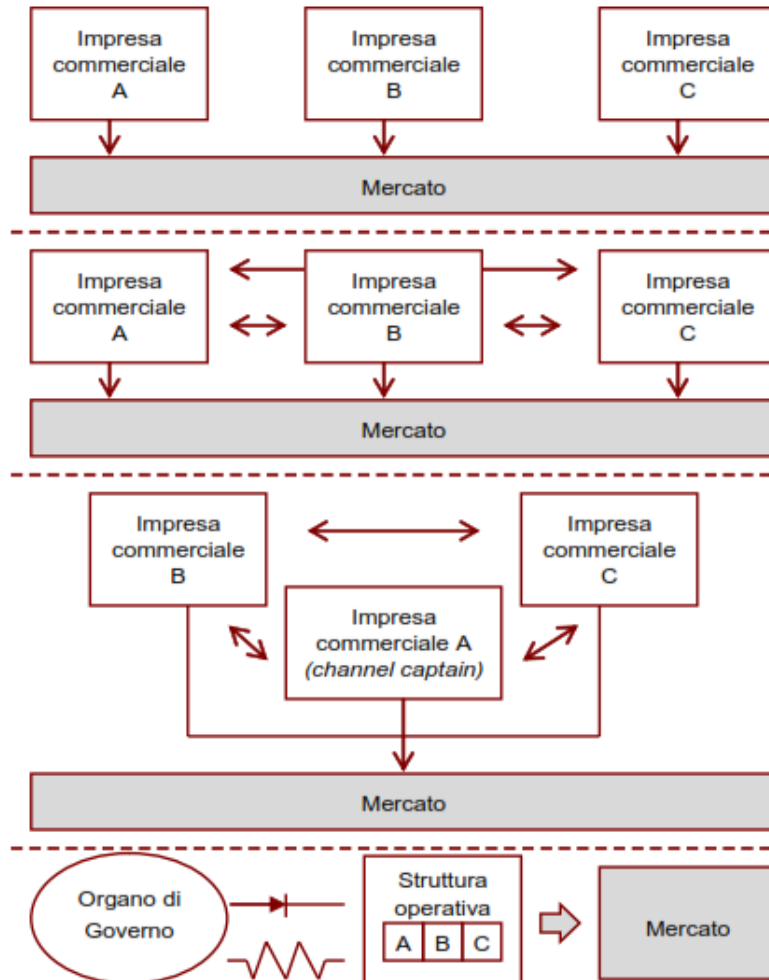 Impresa
commerciale
A
Impresa
commerciale
B
Impresa
commerciale
C
Mercato
Impresa
commerciale
A
Impresa
commerciale
B
Impresa
commerciale
C
Mercato
Impresa
commerciale
B
Impresa
commerciale
C
Impresa
commerciale A
(channel captain)
Mercato
Organo di
Governo
Struttura
operativa
A B C
Mercato